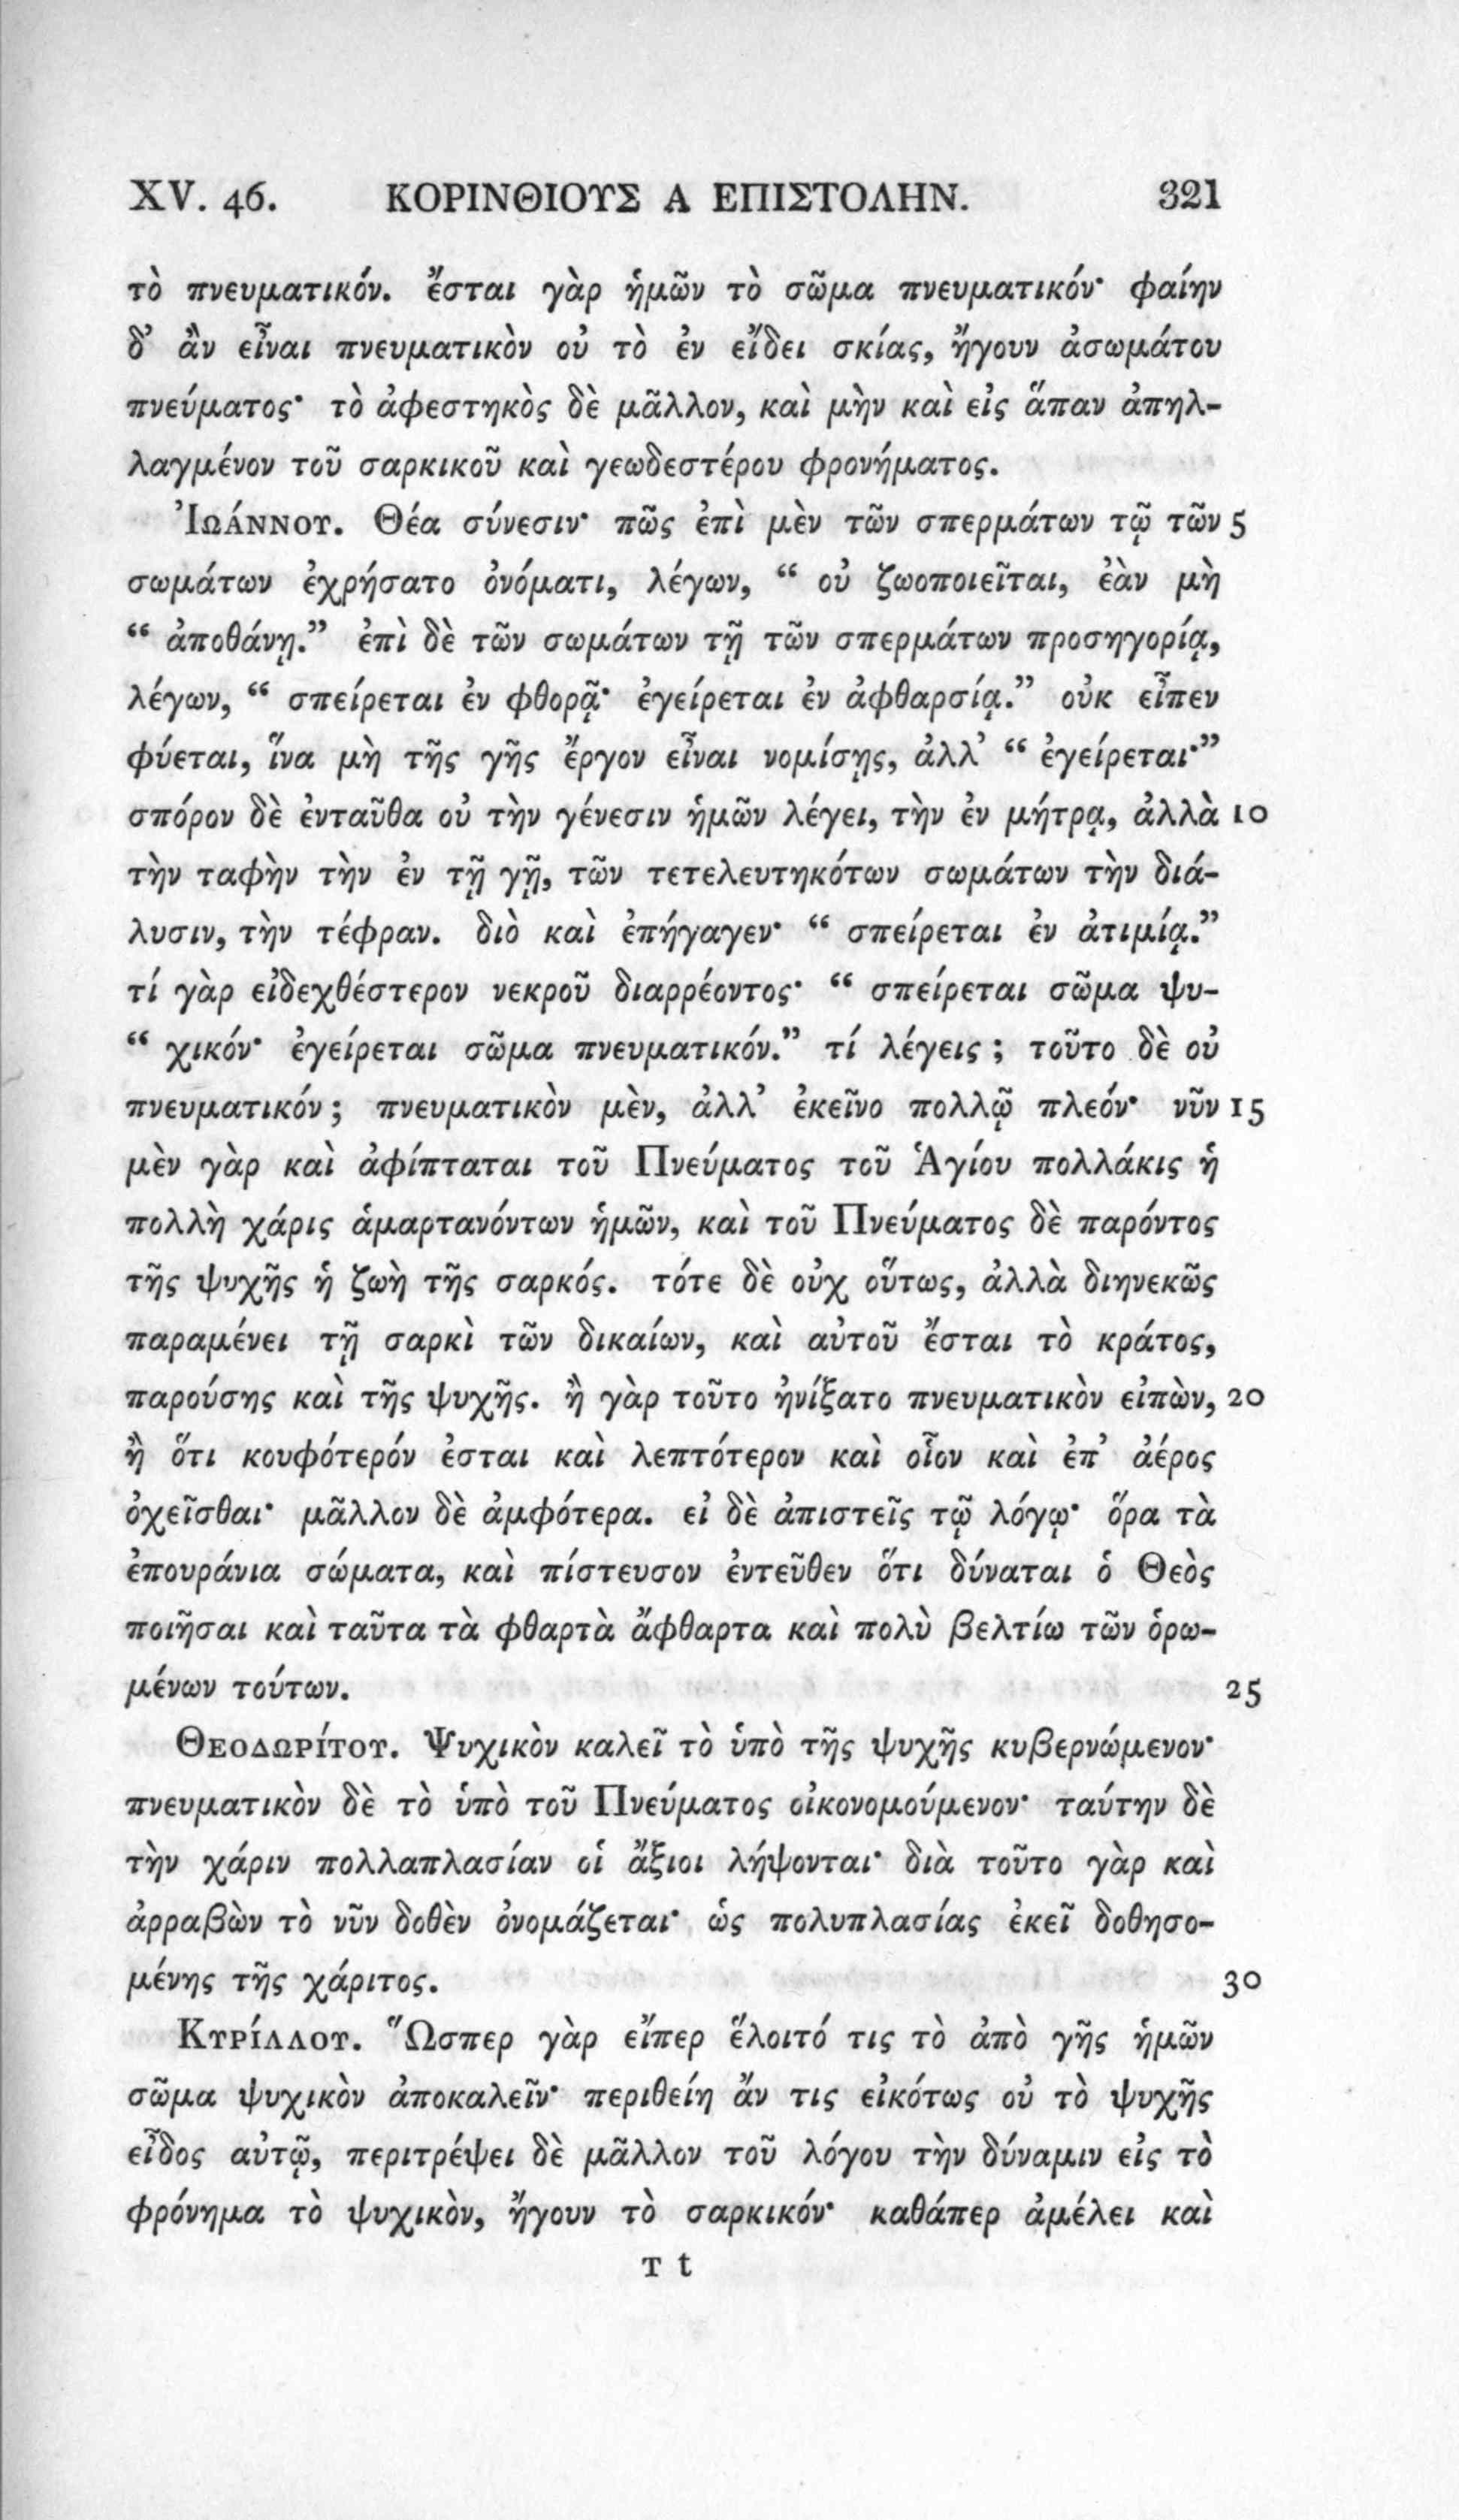 XV. 46. ΚΟΡΙΝΘΙΟΥΣ Α ΕΠΙΣΤΟΛΗΝ. 321
τὸ πνευματικόν. ἔσται γὰρ ἡμῶν τὸ σῶμα πνευματικόν· φαίην
δ' ἂν εἶναι πνευματικὸν οὐ τὸ ἐν εἴδει σκίας, ἤγουν ἀσωμάτου
πνεύματος· τὸ ἀφεστηκὸς δὲ μᾶλλον, καὶ μὴν καὶ εἰς ἅπαν ἀπηλ-
λαγμένον τοῦ σαρκικοῦ καὶ γεωδεστέρου φρονήματος.
Ἰωάννου. Θέα σύνεσιν· πῶς ἐπὶ μὲν τῶν σπερμάτων τῷ τῶν 5
σωμάτων ἐχρήσατο ὀνόματι, λέγων, “ οὐ ζωοποιεῖται, ἐὰν μὴ
“ ἀποθάνῃ.” ἐπὶ δὲ τῶν σωμάτων τῇ τῶν σπερμάτων προσηγορίᾳ,
λέγων, “ σπείρεται ἐν φθορᾷ· ἐγείρεται ἐν ἀφθαρσίᾳ.” οὐκ εἶπεν
φύεται, ἵνα μὴ τῆς γῆς ἔργον εἶναι νομίσῃς, ἀλλ' “ ἐγείρεται·”
σπόρον δὲ ἐνταῦθα οὐ τὴν γένεσιν ἡμῶν λέγει, τὴν ἐν μήτρᾳ, ἀλλὰ 10
τὴν ταφὴν τὴν ἐν τῇ γῇ, τῶν τετελευτηκότων σωμάτων τὴν διά-
λυσιν, τὴν τέφραν. διὸ καὶ ἐπήγαγεν· “ σπείρεται ἐν ἀτιμίᾳ.”
τί γὰρ εἰδεχθέστερον νεκροῦ διαρρέοντος· “ σπείρεται σῶμα ψυ-
“ χικόν· ἐγείρεται σῶμα πνευματικόν.” τί λέγεις ; τοῦτο δὲ οὐ
πνευματικόν ; πνευματικὸν μὲν, ἀλλ' ἐκεῖνο πολλῷ πλεόν· νῦν 15
μὲν γὰρ καὶ ἀφίπταται τοῦ Πνεύματος τοῦ Ἁγίου πολλάκις ἡ
πολλὴ χάρις ἁμαρτανόντων ἡμῶν, καὶ τοῦ Πνεύματος δὲ παρόντος
τῆς ψυχῆς ἡ ζωὴ τῆς σαρκός. τότε δὲ οὐχ οὕτως, ἀλλὰ διηνεκῶς
παραμένει τῇ σαρκὶ τῶν δικαίων, καὶ αὐτοῦ ἔσται τὸ κράτος,
παρούσης καὶ τῆς ψυχῆς. ἢ γὰρ τοῦτο ἠνίξατο πνευματικὸν εἰπὼν, 20
ἢ ὅτι κουφότερόν ἐσται καὶ λεπτότερον καὶ οἷον καὶ ἐπ' ἀέρος
ὀχεῖσθαι· μᾶλλον δὲ ἀμφότερα. εἰ δὲ ἀπιστεῖς τῷ λόγῳ· ὅρα τὰ
ἐπουράνια σώματα, καὶ πίστευσον ἐντεῦθεν ὅτι δύναται ὁ Θεὸς
ποιῆσαι καὶ ταῦτα τὰ φθαρτὰ ἄφθαρτα καὶ πολὺ βελτίω τῶν ὁρω-
μένων τούτων. 25
Θεοδωρίτου. Ψυχικὸν καλεῖ τὸ ὑπὸ τῆς ψυχῆς κυβερνώμενον·
πνευματικὸν δὲ τὸ ὑπὸ τοῦ Πνεύματος οἰκονομούμενον· ταύτην δὲ
τὴν χάριν πολλαπλασίαν οἱ ἄξιοι λήψονται· διὰ τοῦτο γὰρ καὶ
ἀρραβὼν τὸ νῦν δοθὲν ὀνομάζεται· ὡς πολυπλασίας ἐκεῖ δοθησο-
μένης τῆς χάριτος. 30
Κυρίλλου. Ὥσπερ γὰρ εἴπερ ἕλοιτό τις τὸ ἀπὸ γῆς ἡμῶν
σῶμα ψυχικὸν ἀποκαλεῖν· περιθείη ἄν τις εἰκότως οὐ τὸ ψυχῆς
εἶδος αὐτῷ, περιτρέψει δὲ μᾶλλον τοῦ λόγου τὴν δύναμιν εἰς τὸ
φρόνημα τὸ ψυχικὸν, ἤγουν τὸ σαρκικόν· καθάπερ ἀμέλει καὶ
T t